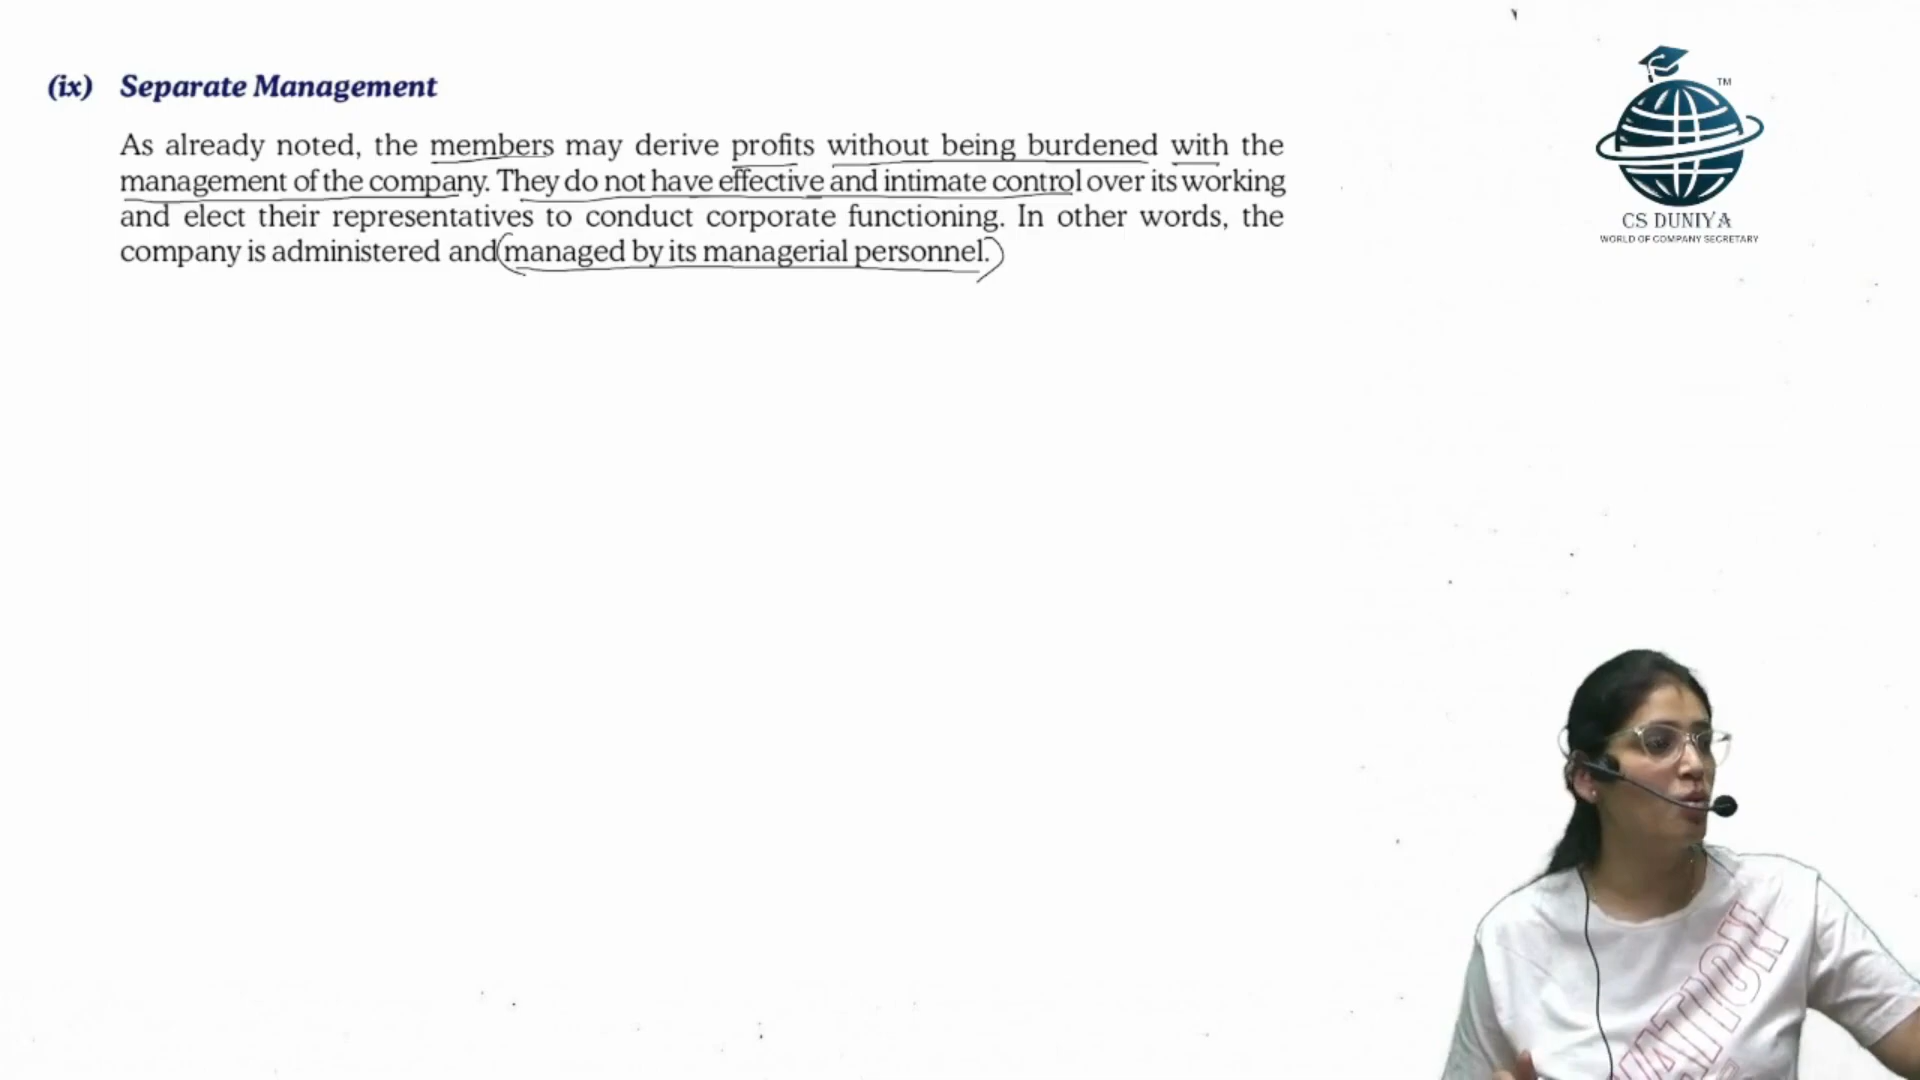 (ix) Separate Management
As already noted, the members may derive profits without being burdened with the
management of the company. They do not have effective and intimate control over its working
and elect their representatives to conduct corporate functioning. In other words, the
company is administered and managed by its managerial personnel.
TM
CS DUNIYA
WORLD OF COMPANY SECRETARY